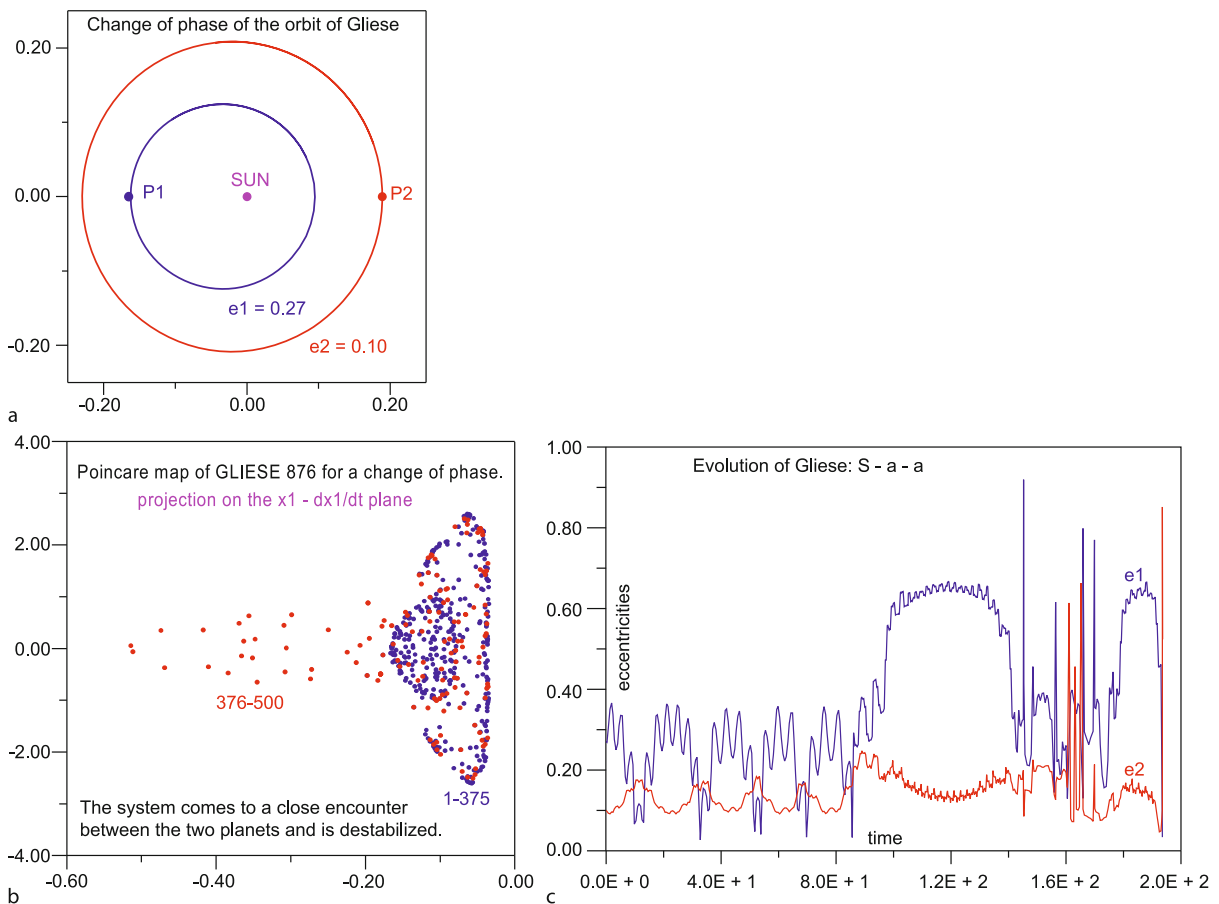 Change of phase of the orbit of Gliese
0.20
0.00
-0.20
P1
SUN
P2
e1 = 0.27
e2 = 0.10
-0.20
0.00
0.20
a
4.00
2.00
0.00
-2.00
-4.00
Poincare map of GLIESE 876 for a change of phase.
projection on the x1 - dx1/dt plane
376-500
1-375
The system comes to a close encounter
between the two planets and is destabilized.
-0.60
-0.40
-0.20
0.00
b
1.00
0.80
0.60
0.40
0.20
0.00
eccentricities
Evolution of Gliese: S - a - a
e1
e2
time
0.0E + 0
4.0E + 1
8.0E + 1
1.2E + 2
1.6E + 2
2.0E + 2
c